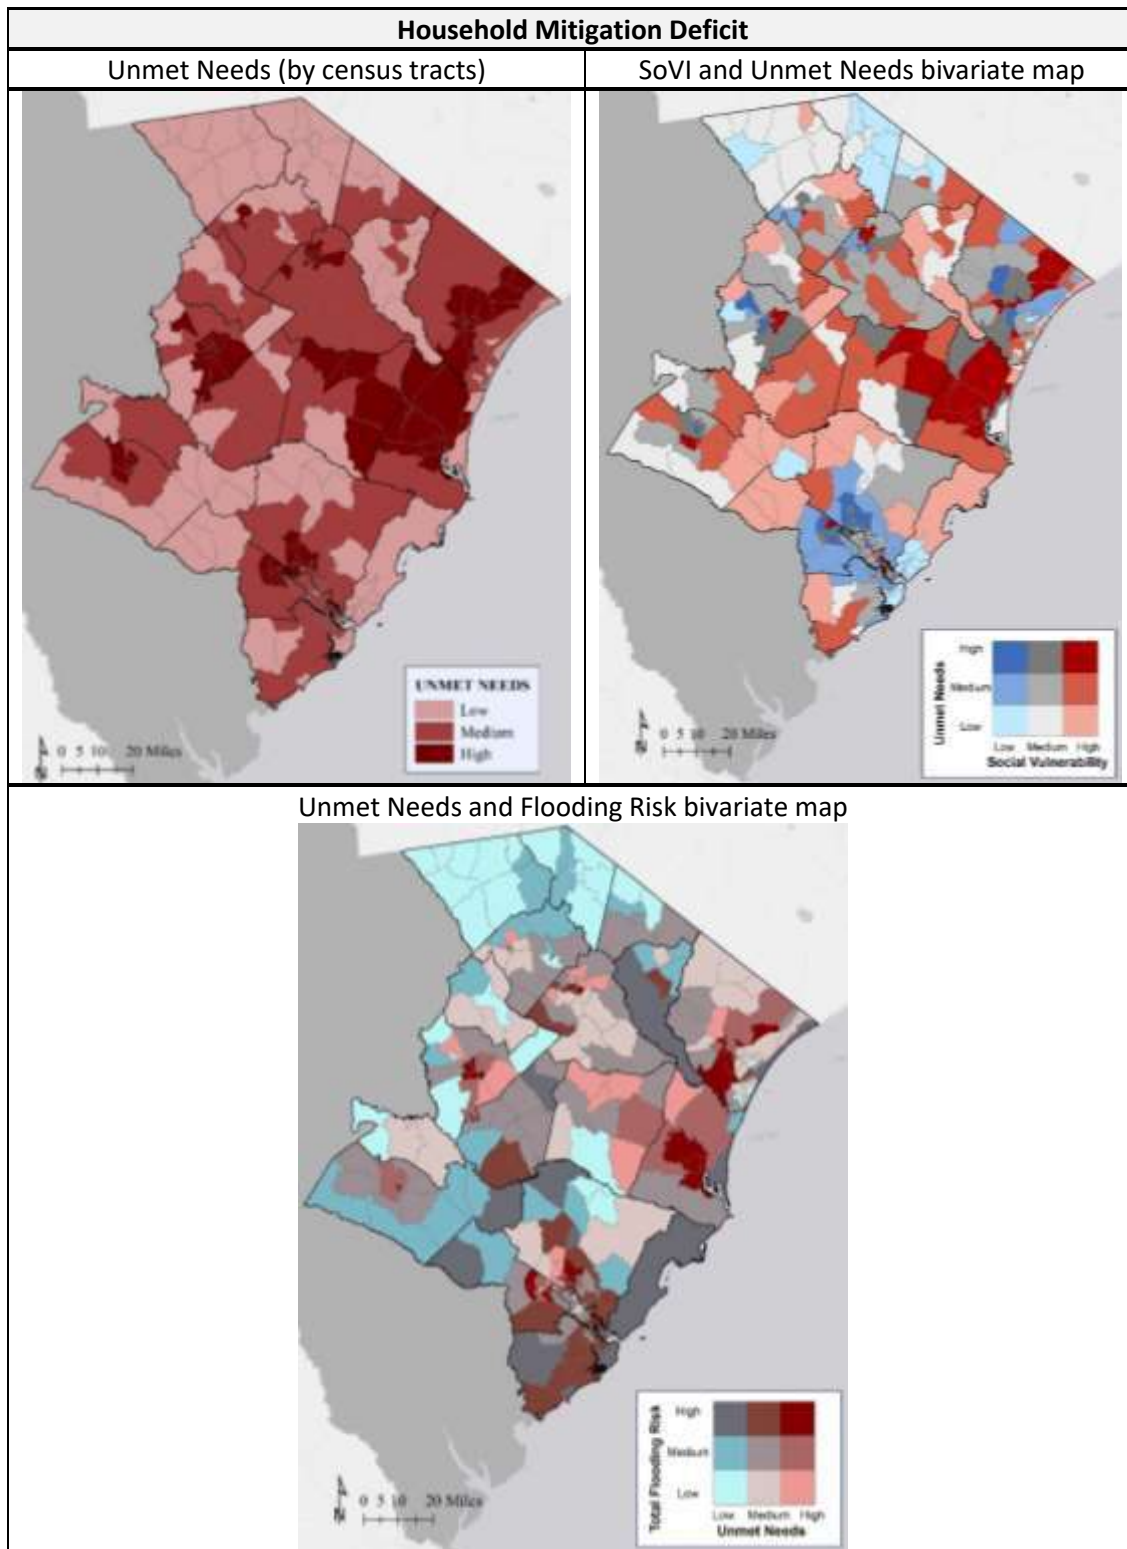 Household Mitigation Deficit
Unmet Needs (by census tracts)
SoVI and Unmet Needs bivariate map
UNMET NEEDS
Low
Medium
High
N
0 5 10 20 Miles
Unmet Needs
High
Medium
Low
Low Medium High
Social Vulnerability
N
0 5 10 20 Miles
Unmet Needs and Flooding Risk bivariate map
Total Flooding Risk
High
Medium
Low
Low Medium High
Unmet Needs
N
0 5 10 20 Miles